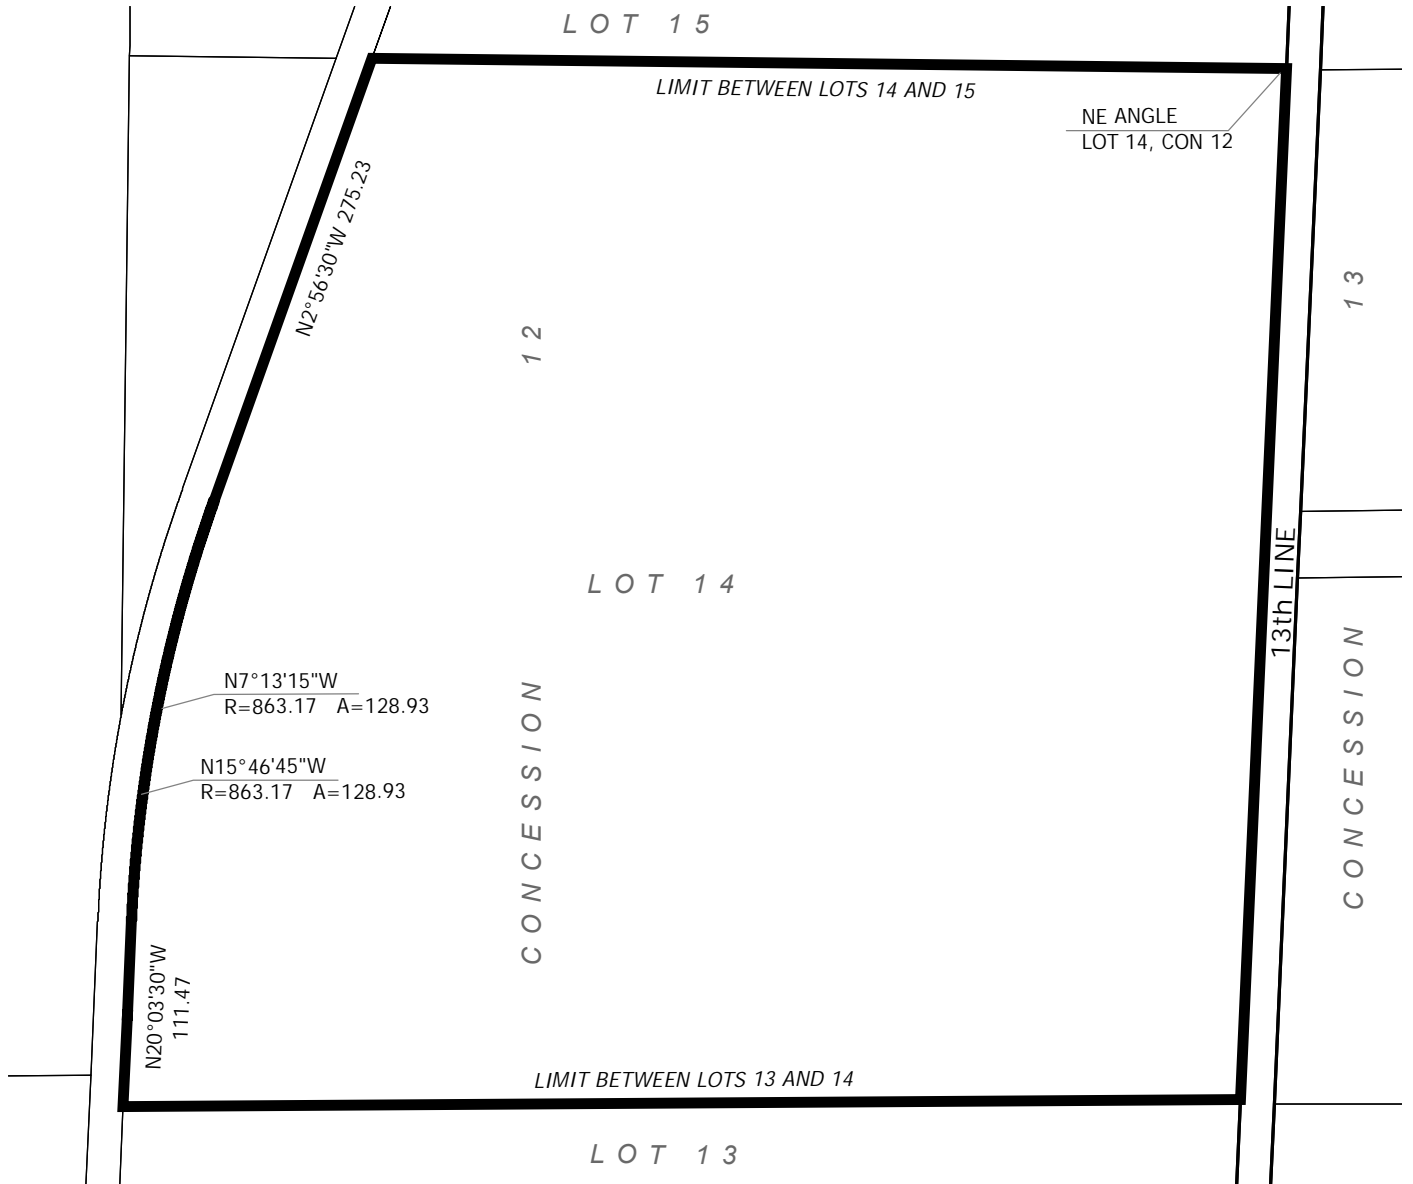 LOT 15
LIMIT BETWEEN LOTS 14 AND 15
NE ANGLE
LOT 14, CON 12
N2°56'30"W 275.23
12
13
13th LINE
LOT 14
N7°13'15"W
R=863.17 A=128.93
N15°46'45"W
R=863.17 A=128.93
CONCESSION
CONCESSION
N20°03'30"W
111.47
LIMIT BETWEEN LOTS 13 AND 14
LOT 13